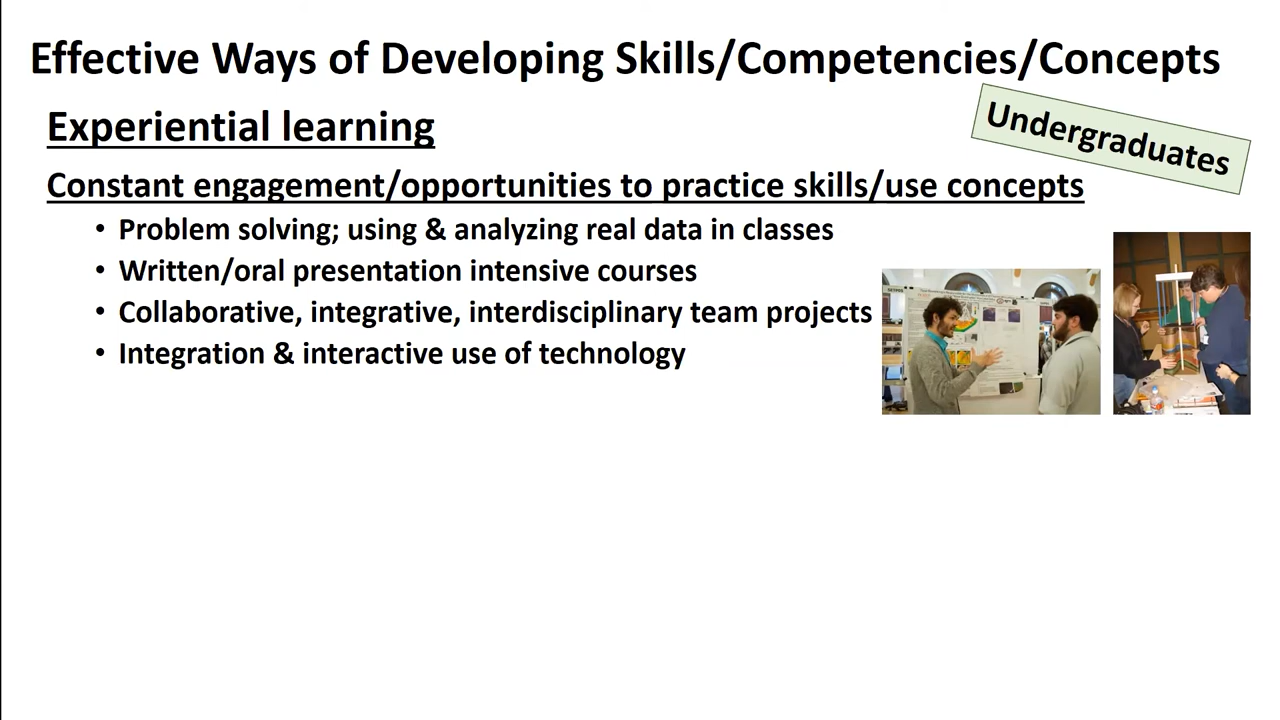 Effective Ways of Developing Skills/Competencies/Concepts
Experiential learning
Undergraduates
Constant engagement/opportunities to practice skills/use concepts
• Problem solving; using & analyzing real data in classes
• Written/oral presentation intensive courses
• Collaborative, integrative, interdisciplinary team projects
• Integration & interactive use of technology